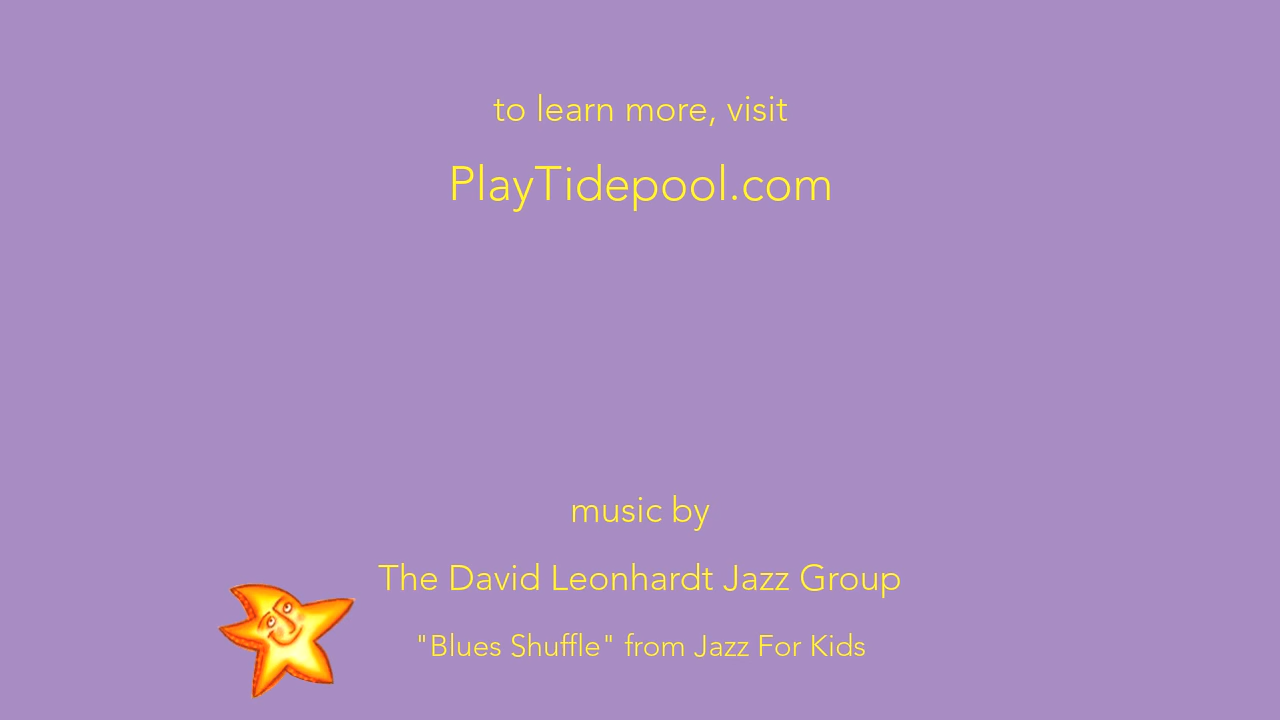 to learn more, visit
PlayTidepool.com
music by
The David Leonhardt Jazz Group
"Blues Shuffle" from Jazz For Kids